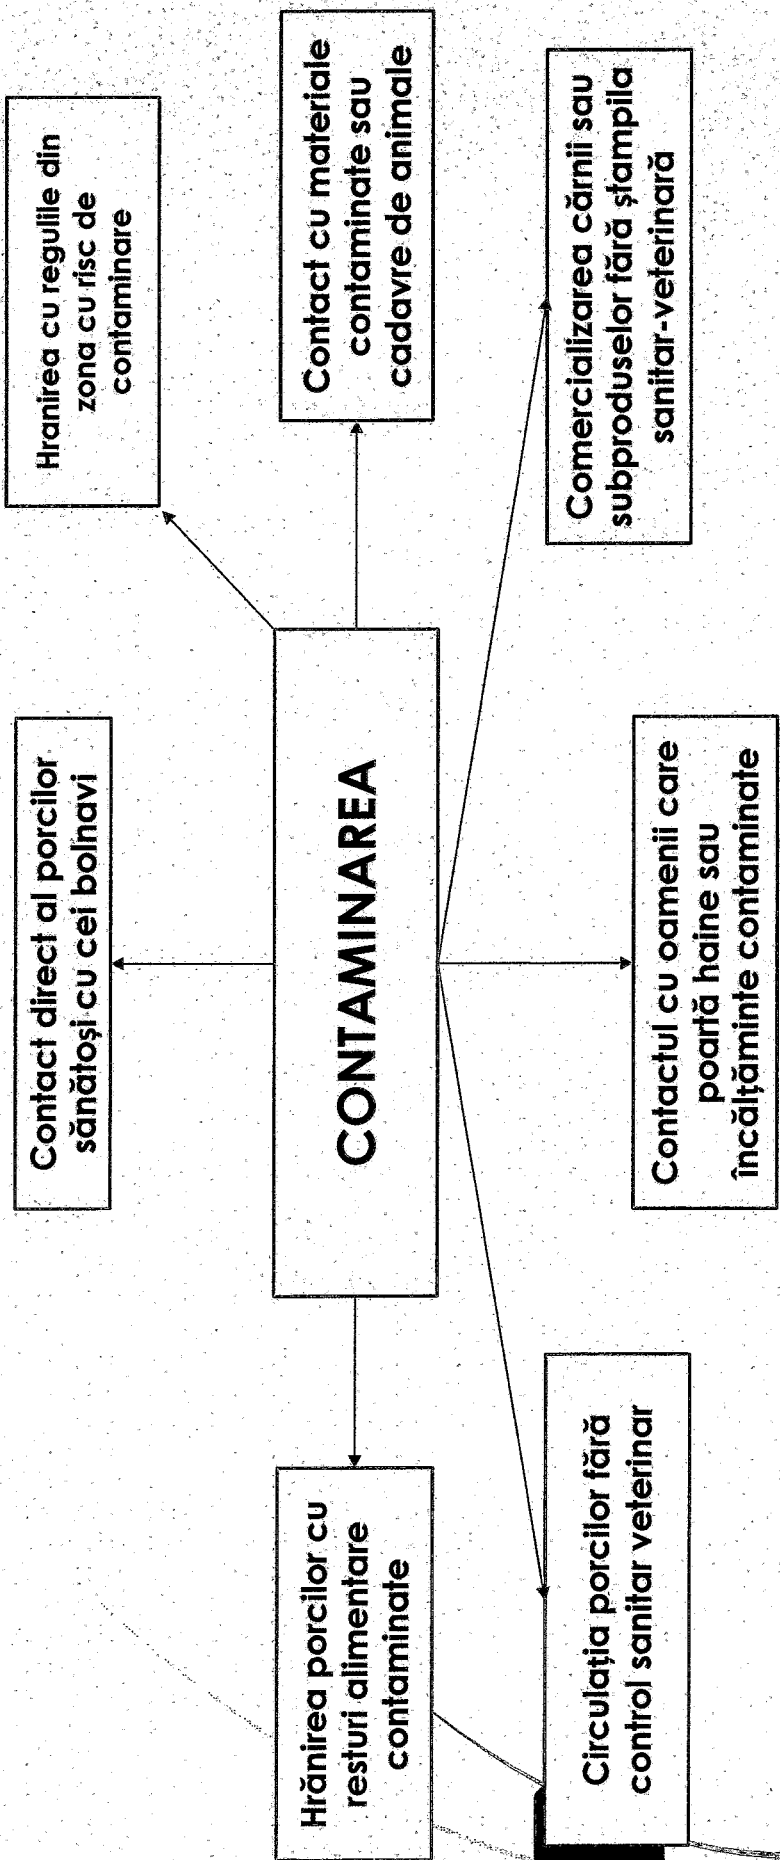 Contact direct al porcilor
sănătoși cu cei bolnavi
Hranirea cu regulile din
zona cu risc de
contaminare
Hrănirea porcilor cu
resturi alimentare
contaminate
CONTAMINAREA
Contact cu materiale
contaminate sau
cadavre de animale
Circulația porcilor fără
control sanitar veterinar
Contactul cu oamenii care
poartă haine sau
încălțăminte contaminate
Comercializarea cărnii sau
subproduselor fără ștampila
sanitar-veterinară